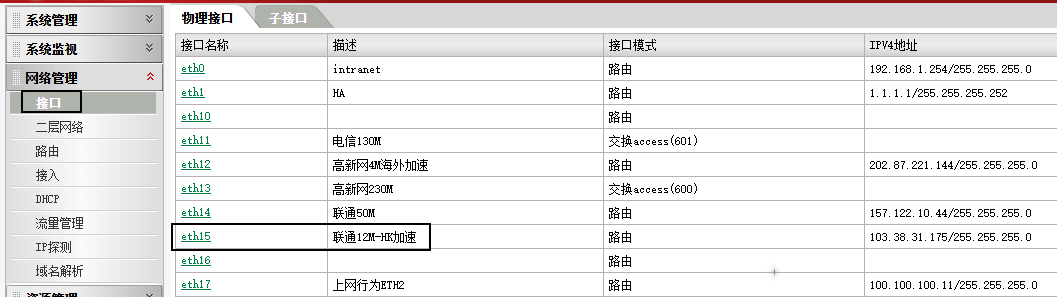 系统管理
系统监视
网络管理
接口
二层网络
路由
接入
DHCP
流量管理
IP探测
域名解析
资源管理
物理接口 子接口
接口名称 描述 接口模式 IPV4地址
eth0 intranet 路由 192.168.1.254/255.255.255.0
eth1 HA 路由 1.1.1.1/255.255.255.252
eth10 路由
eth11 电信130M 交换access(601)
eth12 高新网4M海外加速 路由 202.87.221.144/255.255.255.0
eth13 高新网230M 交换access(600)
eth14 联通50M 路由 157.122.10.44/255.255.255.0
eth15 联通12M-HK加速 路由 103.38.31.175/255.255.255.0
eth16 路由
eth17 上网行为ETH2 路由 100.100.100.11/255.255.255.0